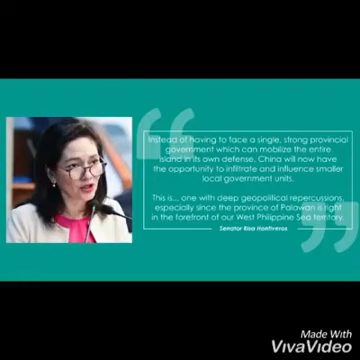 Instead of having to face a single, strong provincial
government which can mobilize the entire
island in its own defense, China will now have
the opportunity to infiltrate and influence smaller
local government units.
This is... one with deep geopolitical repercussions,
especially since the province of Palawan is right
in the forefront of our West Philippine Sea territory.
Senator Risa Hontiveros
MADE WITH
VIVAVIDEO